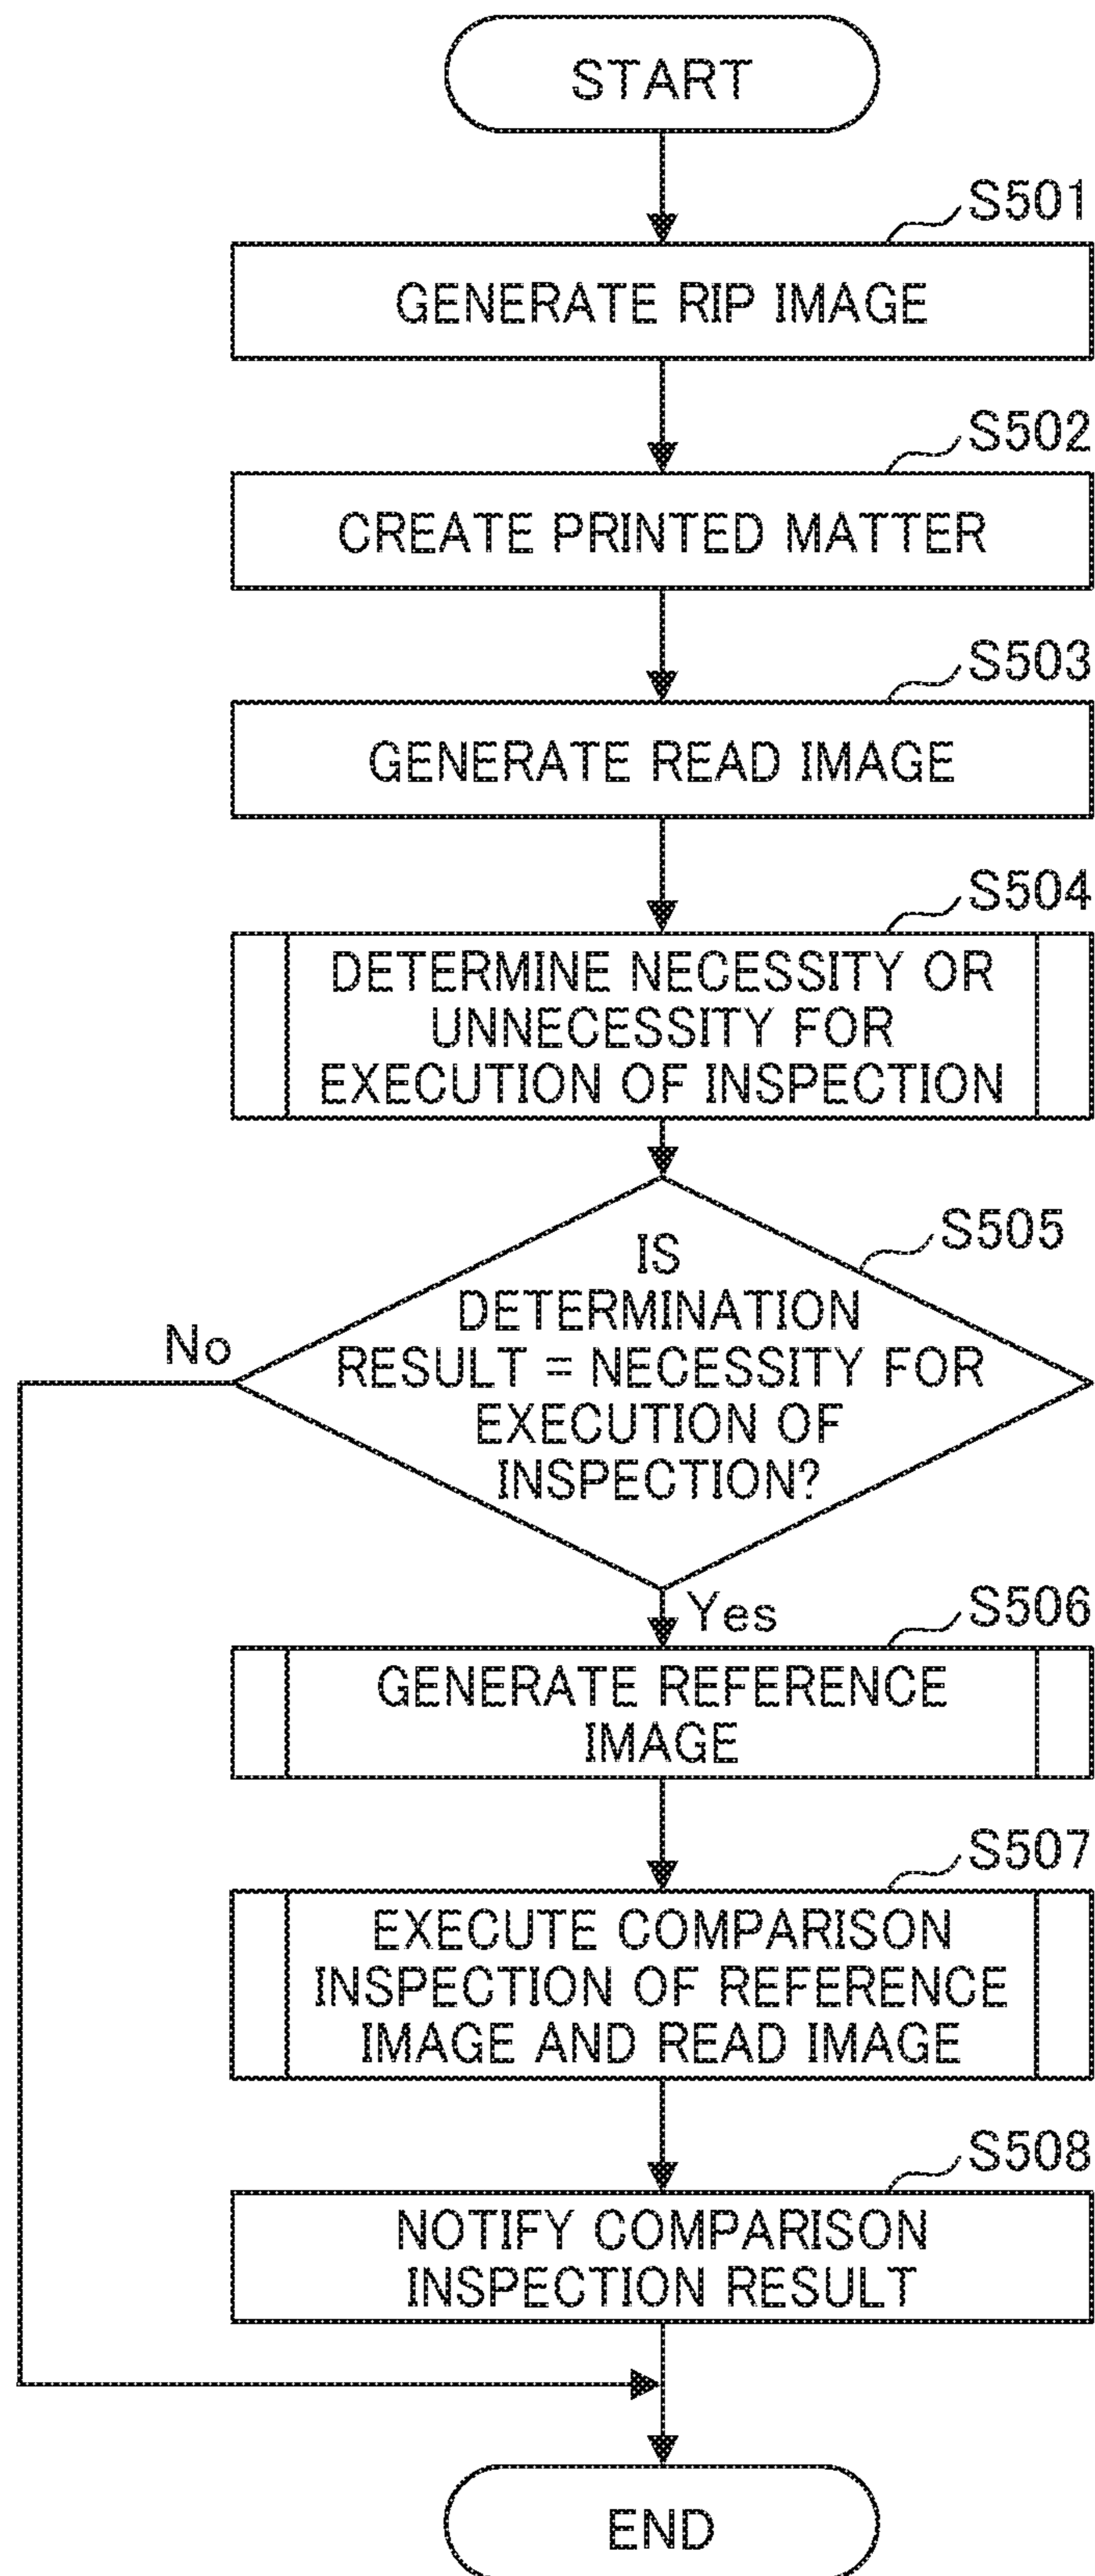 START
S501
GENERATE RIP IMAGE
S502
CREATE PRINTED MATTER
S503
GENERATE READ IMAGE
S504
DETERMINE NECESSITY OR
UNNECESSITY FOR
EXECUTION OF INSPECTION
S505
IS
DETERMINATION
RESULT = NECESSITY FOR
EXECUTION OF
INSPECTION?
No
Yes
S506
GENERATE REFERENCE
IMAGE
S507
EXECUTE COMPARISON
INSPECTION OF REFERENCE
IMAGE AND READ IMAGE
S508
NOTIFY COMPARISON
INSPECTION RESULT
END